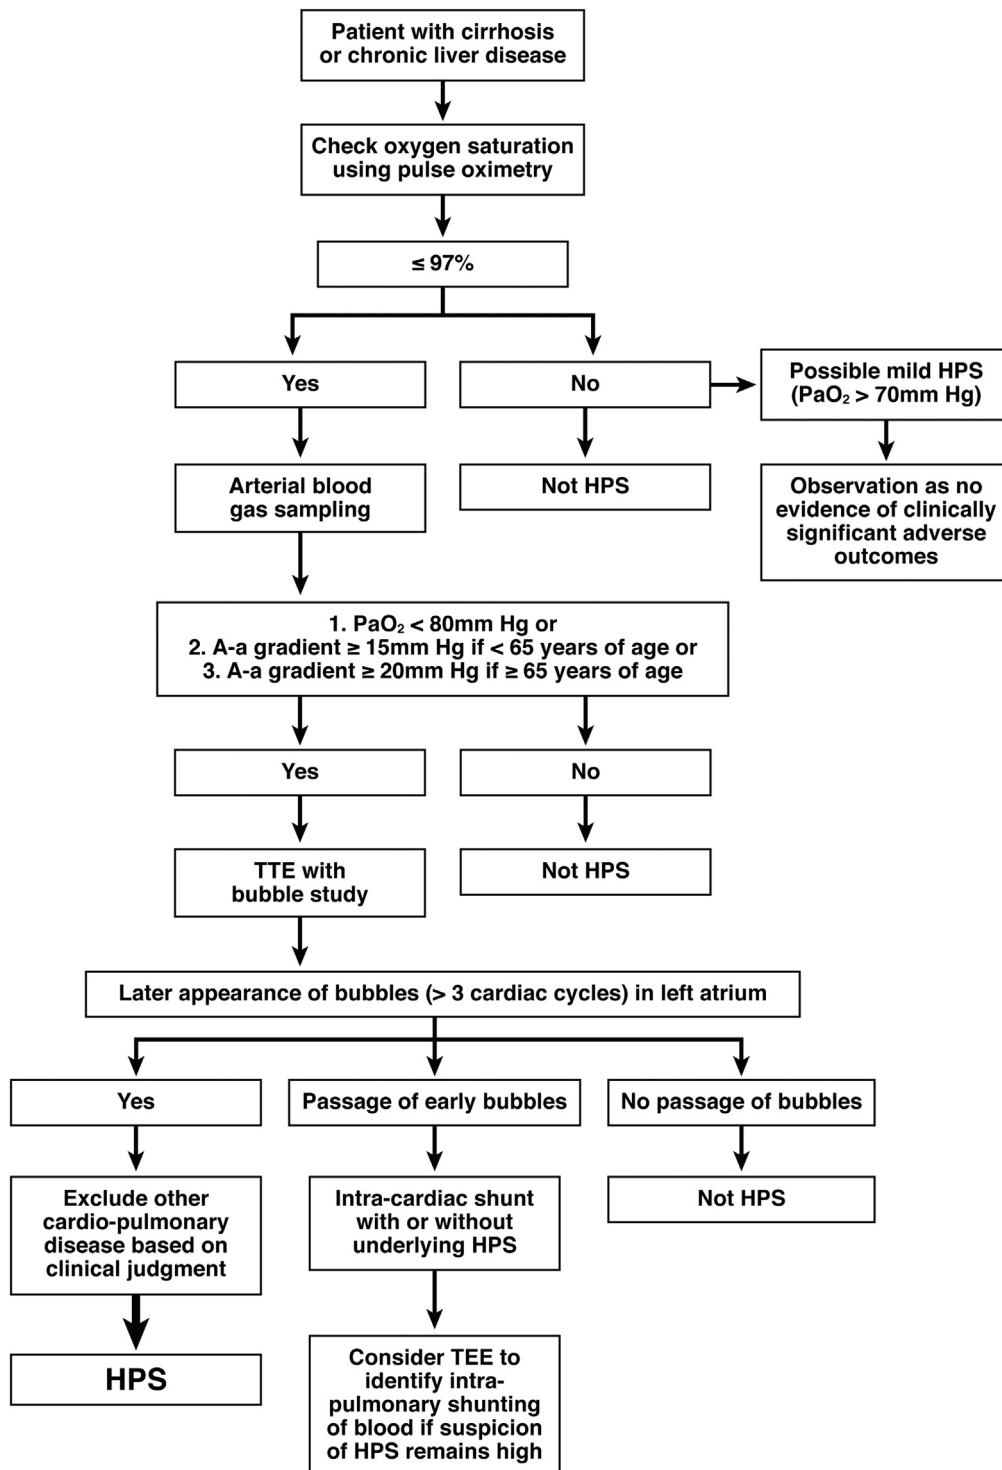 Patient with cirrhosis
or chronic liver disease
Check oxygen saturation
using pulse oximetry
≤ 97%
Yes
No
Possible mild HPS
(PaO₂ > 70mm Hg)
Arterial blood
gas sampling
Not HPS
Observation as no
evidence of clinically
significant adverse
outcomes
1. PaO₂ < 80mm Hg or
2. A-a gradient ≥ 15mm Hg if < 65 years of age or
3. A-a gradient ≥ 20mm Hg if ≥ 65 years of age
Yes
No
TTE with
bubble study
Not HPS
Later appearance of bubbles (> 3 cardiac cycles) in left atrium
Yes
Passage of early bubbles
No passage of bubbles
Exclude other
cardio-pulmonary
disease based on
clinical judgment
Intra-cardiac shunt
with or without
underlying HPS
Not HPS
HPS
Consider TEE to
identify intra-
pulmonary shunting
of blood if suspicion
of HPS remains high